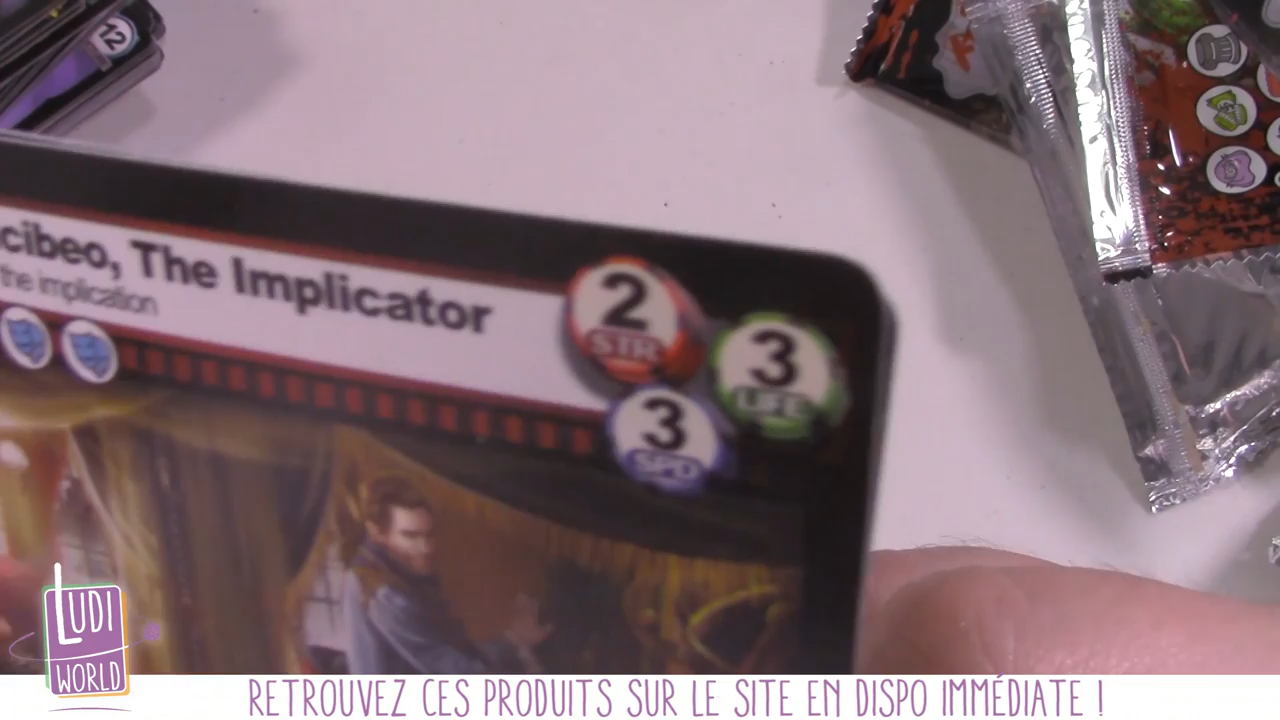 12
cibeo, The Implicator
the implication
2
STR
3
LIFE
3
SPD
LUDI
WORLD
RETROUVEZ CES PRODUITS SUR LE SITE EN DISPO IMMÉDIATE !